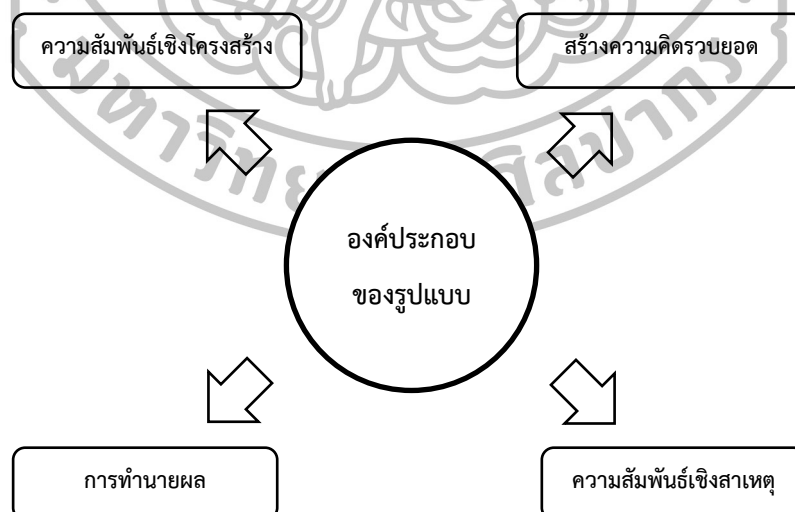 ความสัมพันธ์เชิงโครงสร้าง
สร้างความคิดรวบยอด
องค์ประกอบ
ของรูปแบบ
การทำนายผล
ความสัมพันธ์เชิงสาเหตุ